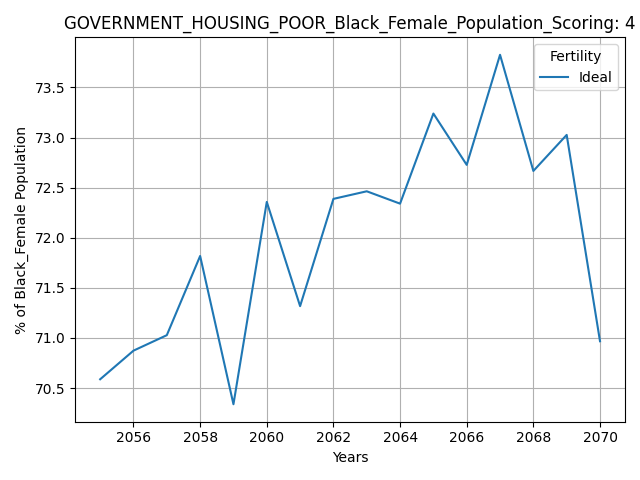 GOVERNMENT_HOUSING_POOR_Black_Female_Population_Scoring: 4
Fertility
Ideal
73.5
73.0
72.5
72.0
71.5
71.0
70.5
% of Black_Female Population
2056 2058 2060 2062 2064 2066 2068 2070
Years